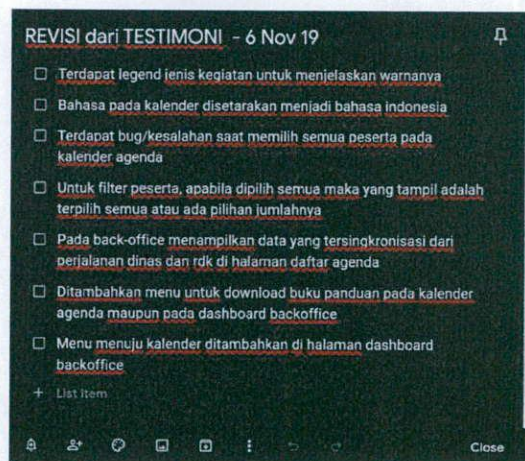 REVISI dari TESTIMONI - 6 Nov 19
Terdapat legend jenis kegiatan untuk menjelaskan warnanya
Bahasa pada kalender disetarakan menjadi bahasa indonesia
Terdapat bug/kesalahan saat memilih semua peserta pada
kalender agenda
Untuk filter peserta, apabila dipilih semua maka yang tampil adalah
terpilih semua atau ada pilihan jumlahnya
Pada back-office menampilkan data yang tersingkronisasi dari
perjalanan dinas dan rdk di halaman daftar agenda
Ditambahkan menu untuk download buku panduan pada kalender
agenda maupun pada dashboard backoffice
Menu menuju kalender ditambahkan di halaman dashboard
backoffice
+ List item
Close